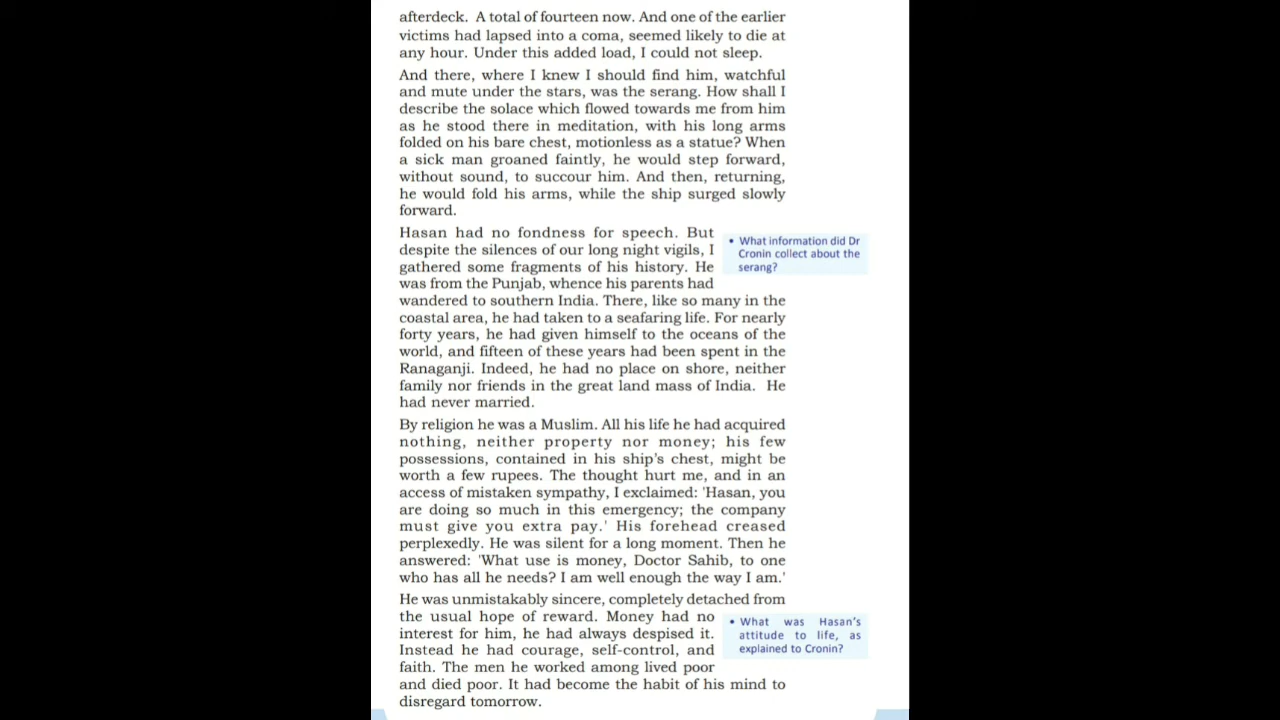 afterdeck. A total of fourteen now. And one of the earlier
victims had lapsed into a coma, seemed likely to die at
any hour. Under this added load, I could not sleep.
And there, where I knew I should find him, watchful
and mute under the stars, was the serang. How shall I
describe the solace which flowed towards me from him
as he stood there in meditation, with his long arms
folded on his bare chest, motionless as a statue? When
a sick man groaned faintly, he would step forward,
without sound, to succour him. And then, returning,
he would fold his arms, while the ship surged slowly
forward.
Hasan had no fondness for speech. But
despite the silences of our long night vigils, I
gathered some fragments of his history. He
was from the Punjab, whence his parents had
wandered to southern India. There, like so many in the
coastal area, he had taken to a seafaring life. For nearly
forty years, he had given himself to the oceans of the
world, and fifteen of these years had been spent in the
Ranaganji. Indeed, he had no place on shore, neither
family nor friends in the great land mass of India. He
had never married.
• What information did Dr
Cronin collect about the
serang?
By religion he was a Muslim. All his life he had acquired
nothing, neither property nor money; his few
possessions, contained in his ship's chest, might be
worth a few rupees. The thought hurt me, and in an
access of mistaken sympathy, I exclaimed: 'Hasan, you
are doing so much in this emergency; the company
must give you extra pay.' His forehead creased
perplexedly. He was silent for a long moment. Then he
answered: 'What use is money, Doctor Sahib, to one
who has all he needs? I am well enough the way I am.'
He was unmistakably sincere, completely detached from
the usual hope of reward. Money had no
interest for him, he had always despised it.
Instead he had courage, self-control, and
faith. The men he worked among lived poor
and died poor. It had become the habit of his mind to
disregard tomorrow.
• What was Hasan's
attitude to life, as
explained to Cronin?